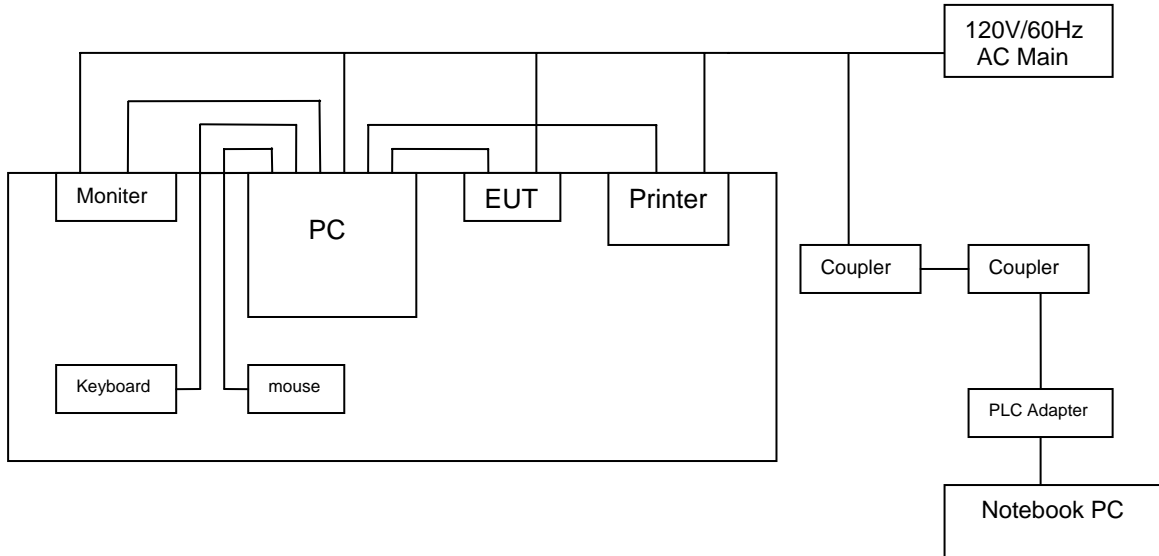 120V/60Hz
AC Main
Moniter
PC
EUT
Printer
Coupler
Coupler
Keyboard
mouse
PLC Adapter
Notebook PC